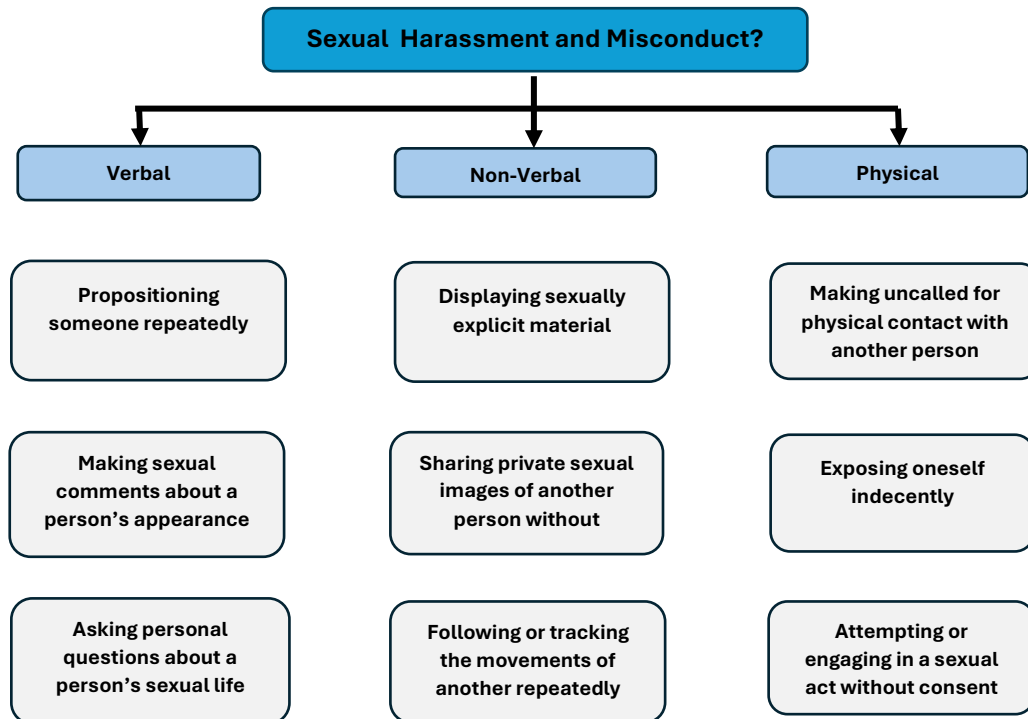 Sexual Harassment and Misconduct?
Verbal
Non-Verbal
Physical
Propositioning
someone repeatedly
Displaying sexually
explicit material
Making uncalled for
physical contact with
another person
Making sexual
comments about a
person’s appearance
Sharing private sexual
images of another
person without
Exposing oneself
indecently
Asking personal
questions about a
person’s sexual life
Following or tracking
the movements of
another repeatedly
Attempting or
engaging in a sexual
act without consent